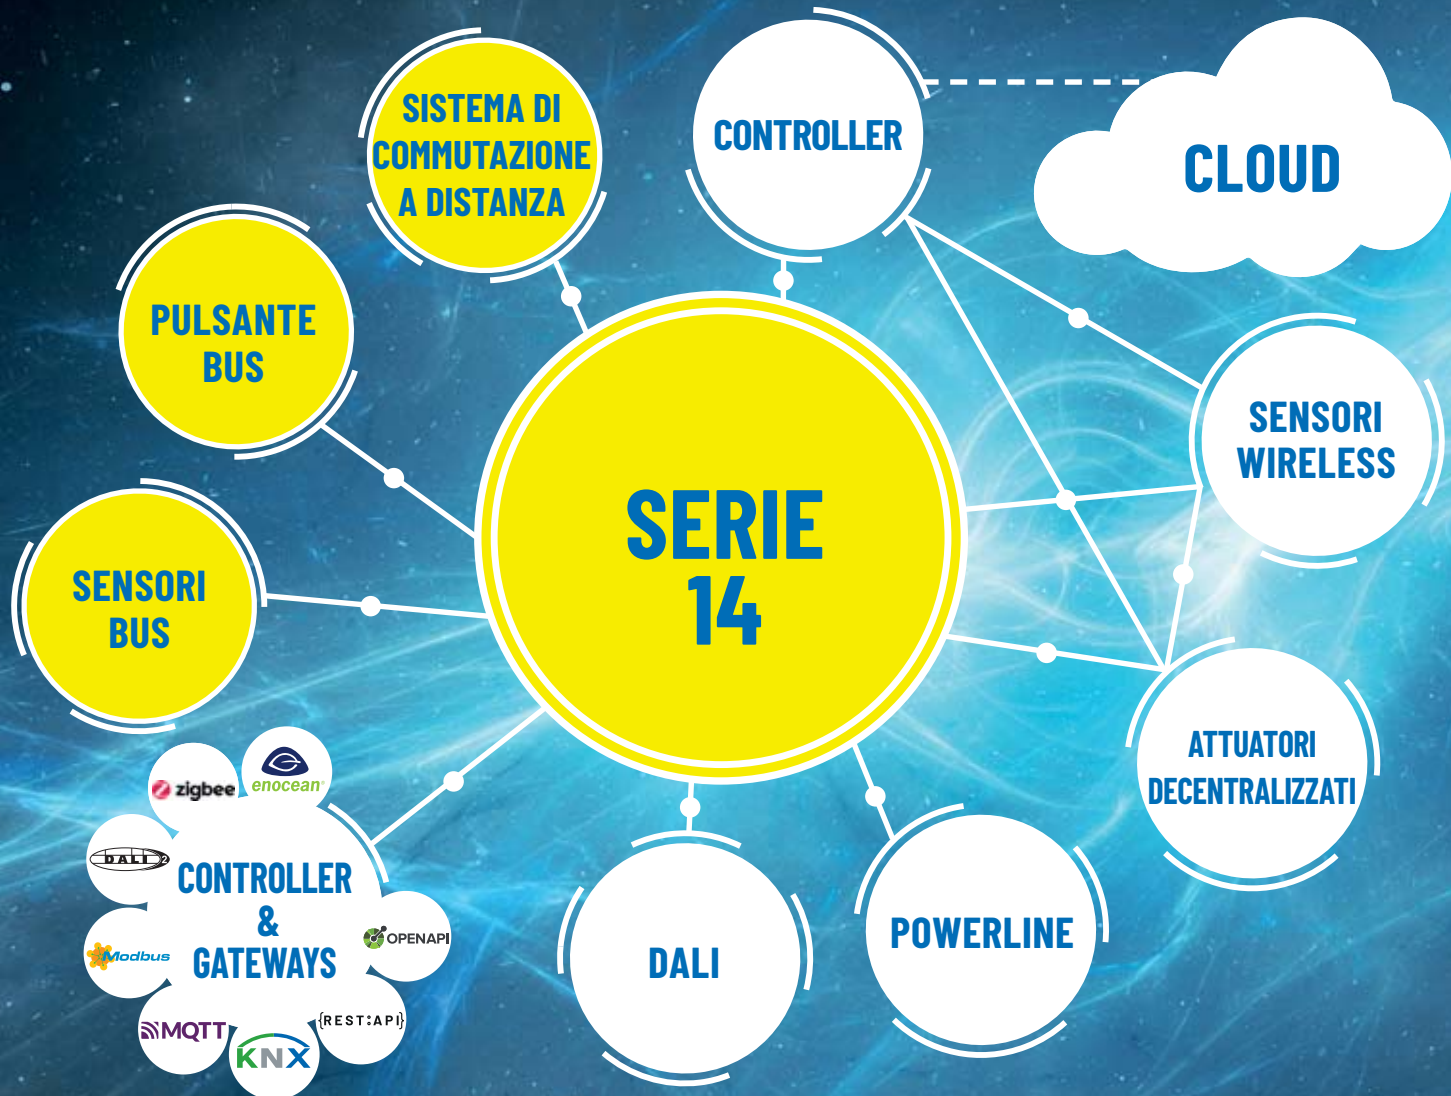 SISTEMA DI
COMMUTAZIONE
A DISTANZA
CONTROLLER
CLOUD
PULSANTE
BUS
SENSORI
WIRELESS
SERIE
14
SENSORI
BUS
ATTUATORI
DECENTRALIZZATI
zigbee
enocean®
DALI 2
CONTROLLER
&
GATEWAYS
Modbus
OPENAPI
MQTT
KNX
{REST:API}
DALI
POWERLINE